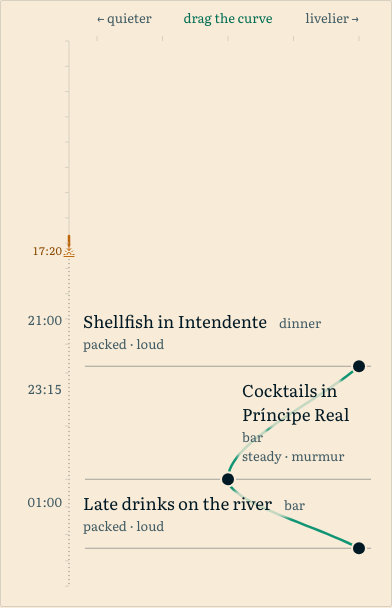 ← quieter drag the curve livelier →
17:20
21:00 Shellfish in Intendente dinner
packed · loud
23:15 Cocktails in
Príncipe Real
bar
steady · murmur
01:00 Late drinks on the river bar
packed · loud